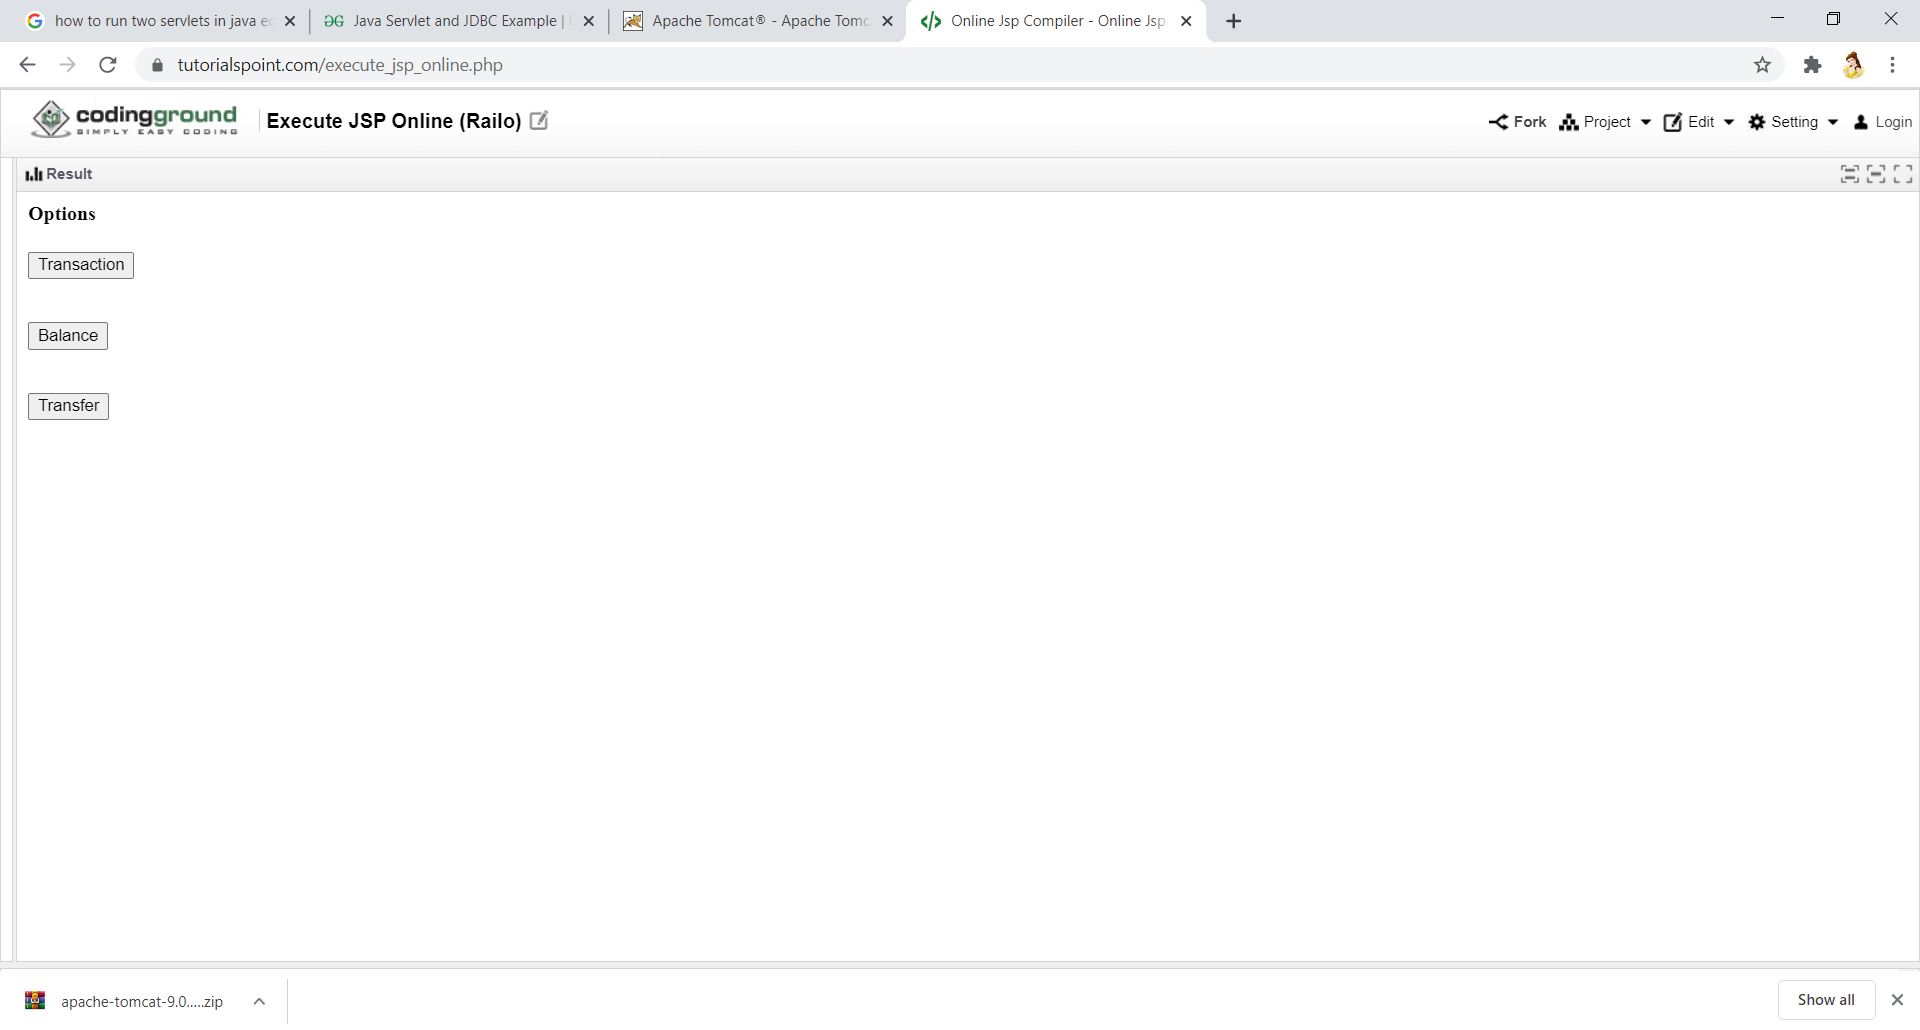 how to run two servlets in java ec
Java Servlet and JDBC Example |
Apache Tomcat® - Apache Tomc
Online Jsp Compiler - Online Jsp
tutorialspoint.com/execute_jsp_online.php
codingground
SIMPLY EASY CODING
Execute JSP Online (Railo)
Fork
Project
Edit
Setting
Login
Result
Options
Transaction
Balance
Transfer
apache-tomcat-9.0.....zip
Show all